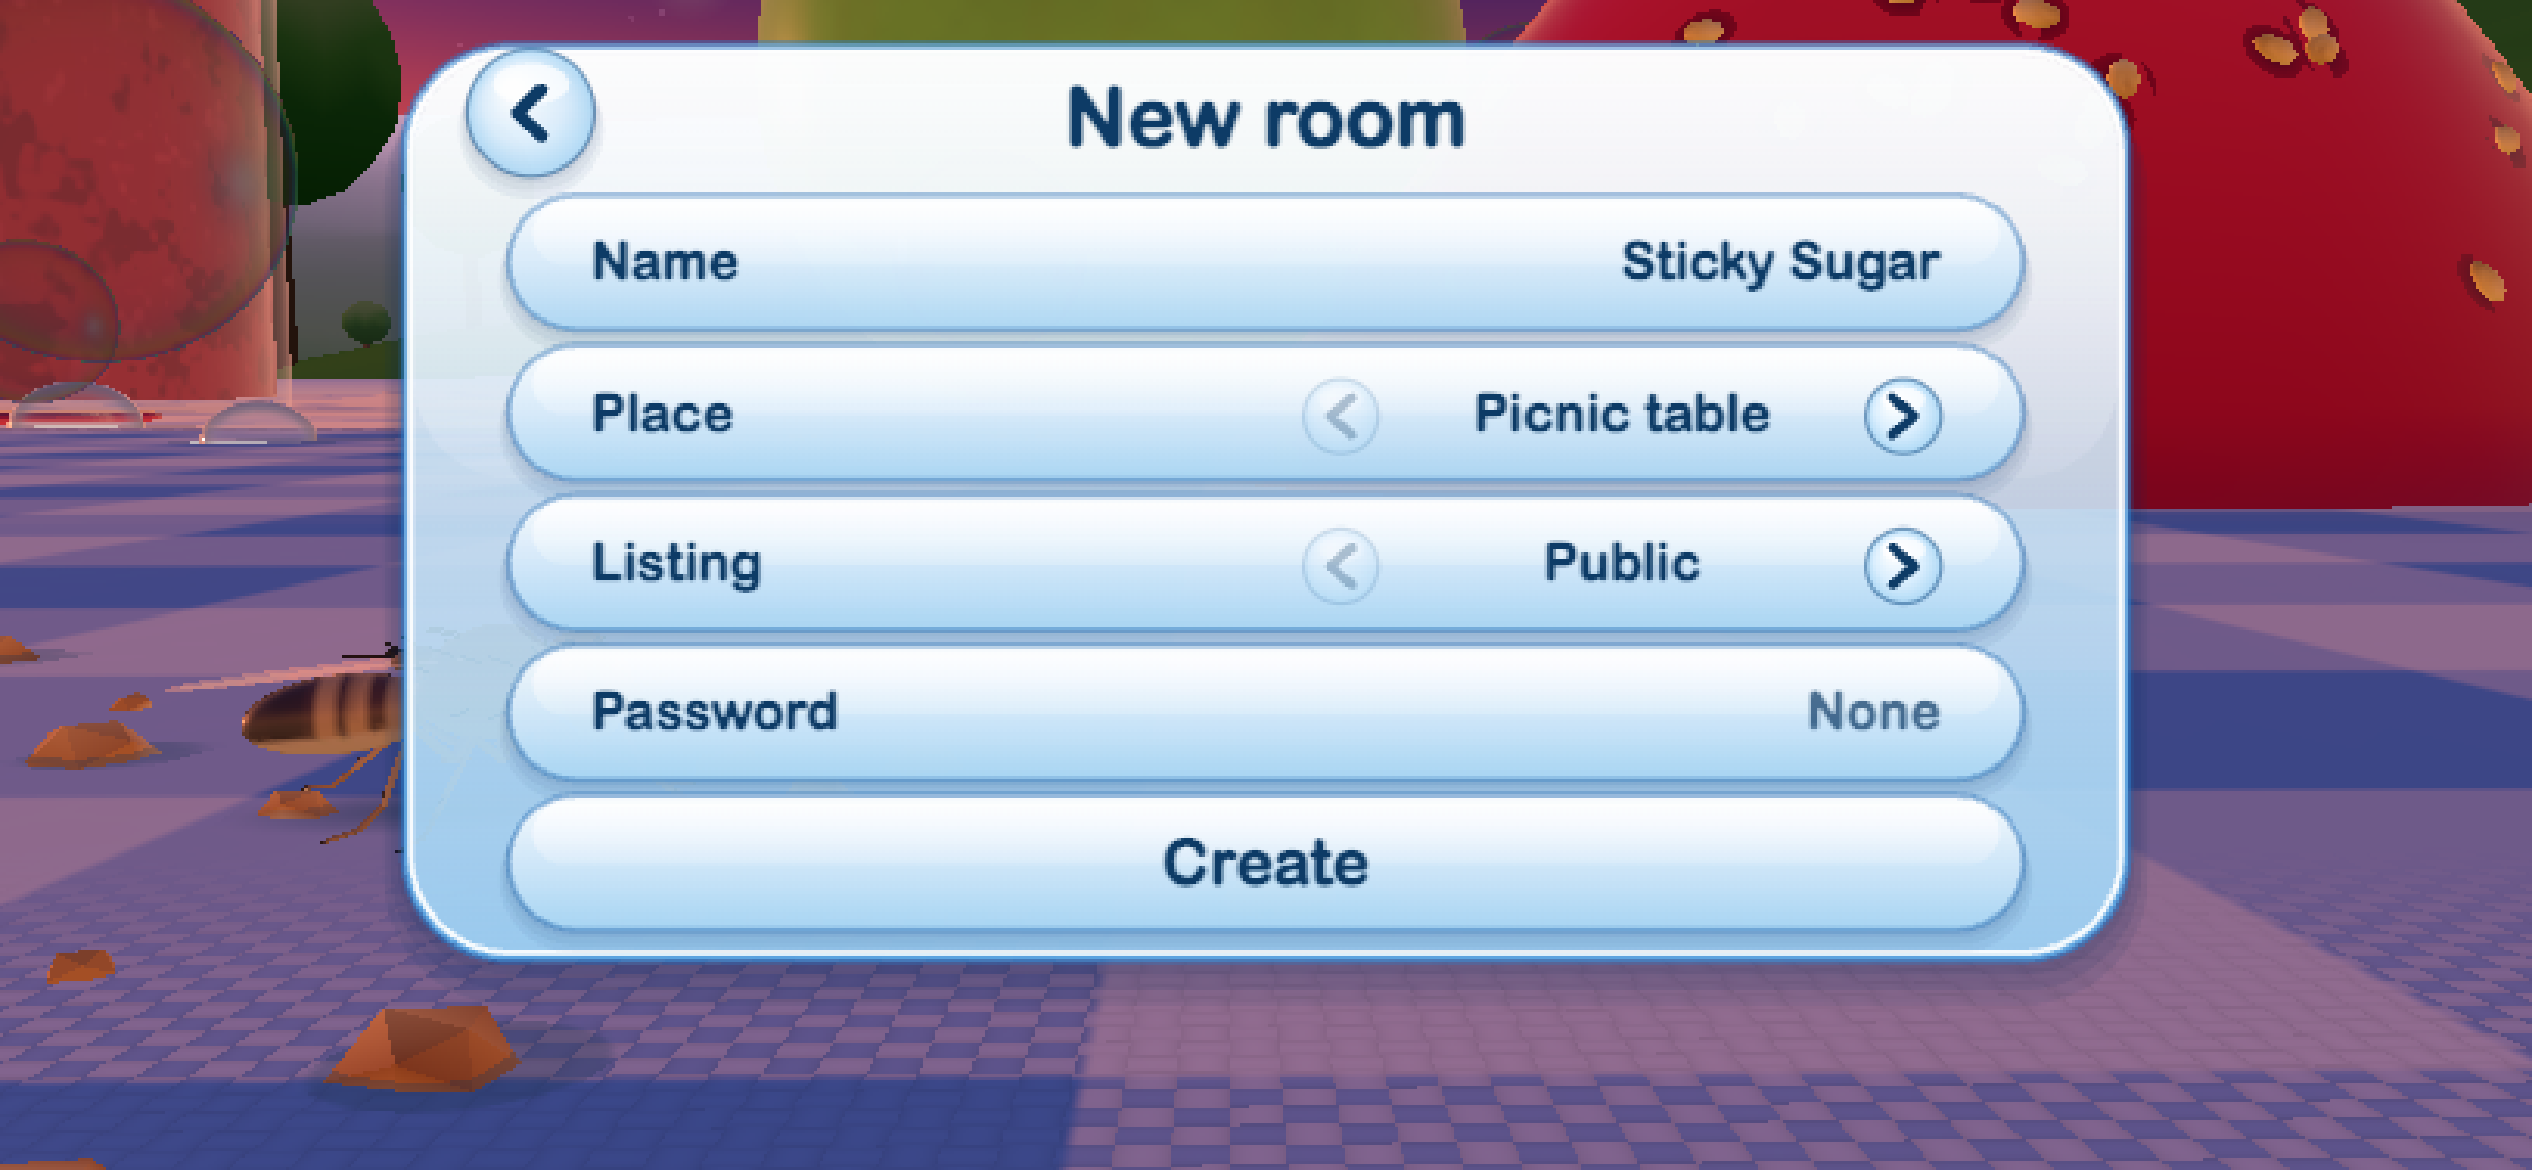 New room
Name Sticky Sugar
Place Picnic table
Listing Public
Password None
Create